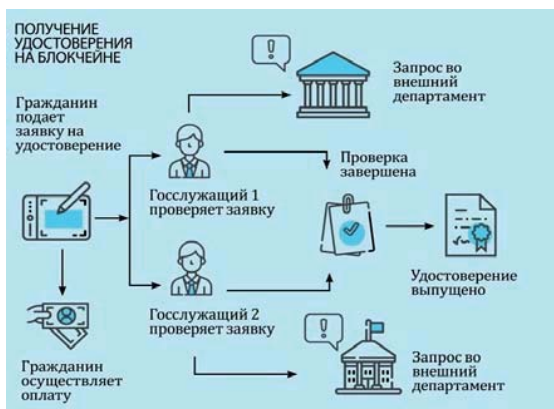 ПОЛУЧЕНИЕ
УДОСТОВЕРЕНИЯ
НА БЛОКЧЕЙНЕ
Гражданин
подает
заявку на
удостоверение
Запрос во
внешний
департамент
Госслужащий 1
проверяет заявку
Проверка
завершена
Госслужащий 2
проверяет заявку
Удостоверение
выпущено
Гражданин
осуществляет
оплату
Запрос во
внешний
департамент